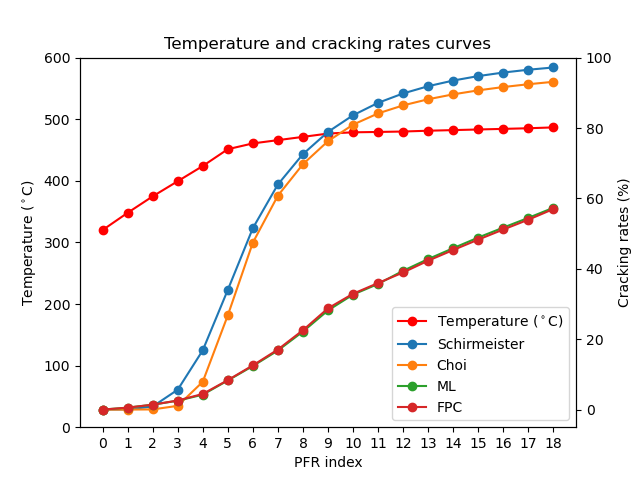 Temperature and cracking rates curves
600
500
400
300
200
100
0
Temperature (°C)
100
80
60
40
20
0
Cracking rates (%)
Temperature (°C)
Schirmeister
Choi
ML
FPC
0 1 2 3 4 5 6 7 8 9 10 11 12 13 14 15 16 17 18
PFR index